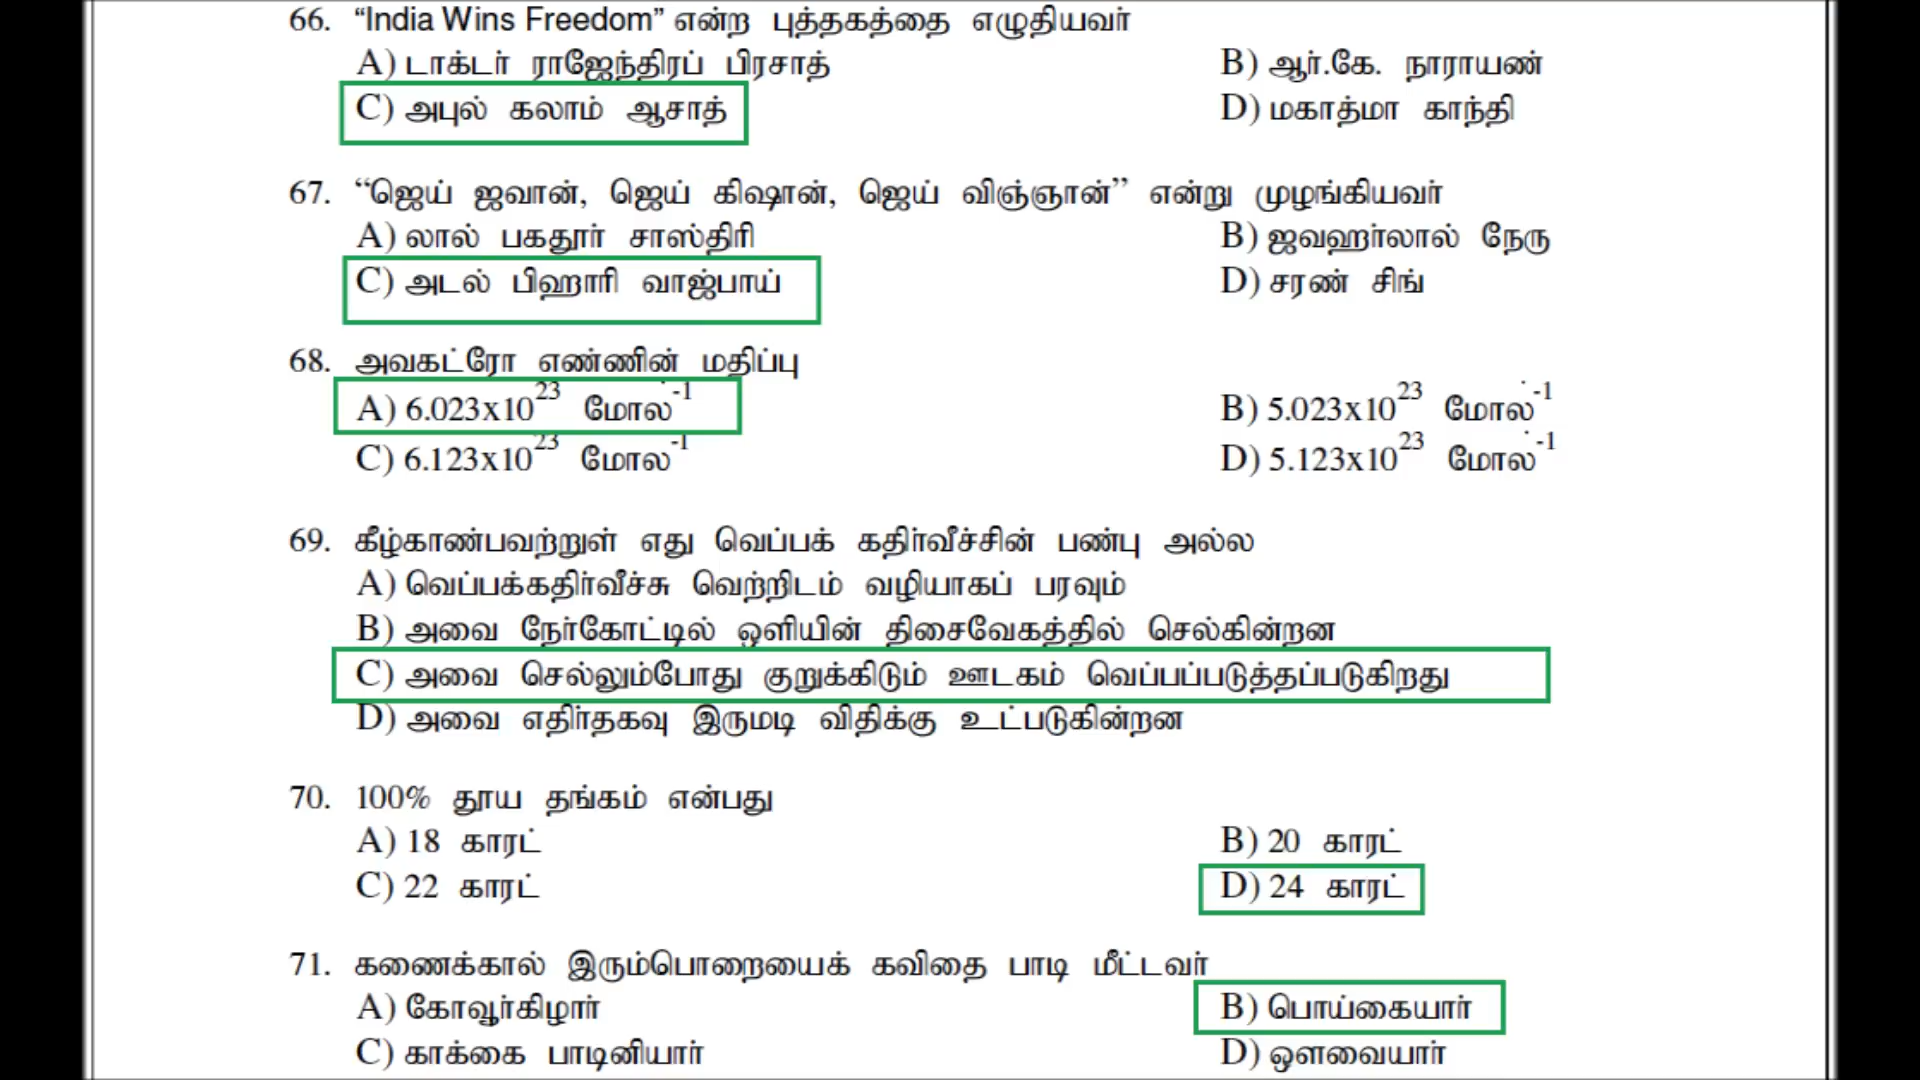 66. “India Wins Freedom” என்ற புத்தகத்தை எழுதியவர்
A) டாக்டர் ராஜேந்திரப் பிரசாத் B) ஆர்.கே. நாராயண்
C) அபுல் கலாம் ஆசாத் D) மகாத்மா காந்தி
67. “ஜெய் ஜவான், ஜெய் கிஷான், ஜெய் விஞ்ஞான்” என்று முழங்கியவர்
A) லால் பகதூர் சாஸ்திரி B) ஜவஹர்லால் நேரு
C) அடல் பிஹாரி வாஜ்பாய் D) சரண் சிங்
68. அவகட்ரோ எண்ணின் மதிப்பு
A) 6.023x10²³ மோல்⁻¹ B) 5.023x10²³ மோல்⁻¹
C) 6.123x10²³ மோல⁻¹ D) 5.123x10²³ மோல்⁻¹
69. கீழ்காண்பவற்றுள் எது வெப்பக் கதிர்வீச்சின் பண்பு அல்ல
A) வெப்பக்கதிர்வீச்சு வெற்றிடம் வழியாகப் பரவும்
B) அவை நேர்கோட்டில் ஒளியின் திசைவேகத்தில் செல்கின்றன
C) அவை செல்லும்போது குறுக்கிடும் ஊடகம் வெப்பப்படுத்தப்படுகிறது
D) அவை எதிர்தகவு இருமடி விதிக்கு உட்படுகின்றன
70. 100% தூய தங்கம் என்பது
A) 18 காரட் B) 20 காரட்
C) 22 காரட் D) 24 காரட்
71. கணைக்கால் இரும்பொறையைக் கவிதை பாடி மீட்டவர்
A) கோவூர்கிழார் B) பொய்கையார்
C) காக்கை பாடினியார் D) ஔவையார்